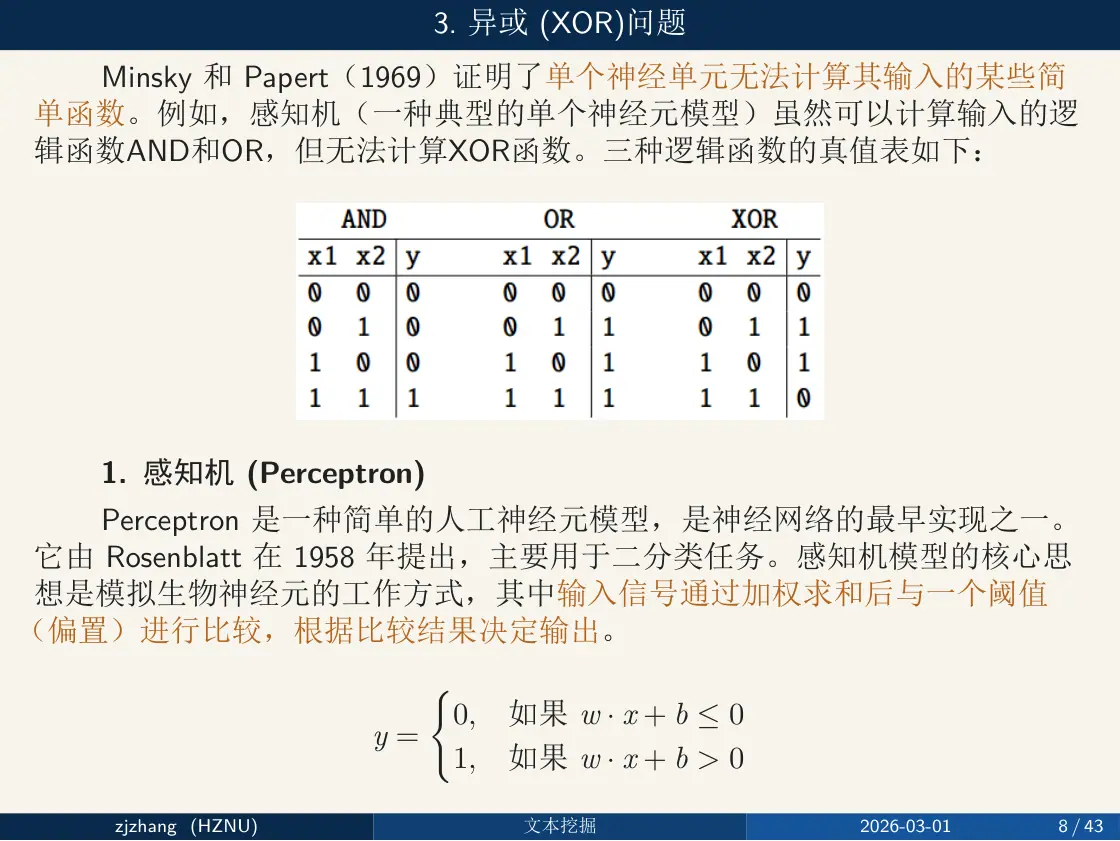 3. 异或 (XOR)问题
Minsky 和 Papert（1969）证明了单个神经单元无法计算其输入的某些简
单函数。例如，感知机（一种典型的单个神经元模型）虽然可以计算输入的逻
辑函数AND和OR，但无法计算XOR函数。三种逻辑函数的真值表如下：
AND OR XOR
x1 x2 y x1 x2 y x1 x2 y
0 0 0 0 0 0 0 0 0
0 1 0 0 1 1 0 1 1
1 0 0 1 0 1 1 0 1
1 1 1 1 1 1 1 1 0
1. 感知机 (Perceptron)
Perceptron 是一种简单的人工神经元模型，是神经网络的最早实现之一。
它由 Rosenblatt 在 1958 年提出，主要用于二分类任务。感知机模型的核心思
想是模拟生物神经元的工作方式，其中输入信号通过加权求和后与一个阈值
（偏置）进行比较，根据比较结果决定输出。
y = {0, 如果 w · x + b ≤ 0
1, 如果 w · x + b > 0
zjzhang (HZNU) 文本挖掘 2026-03-01 8 / 43